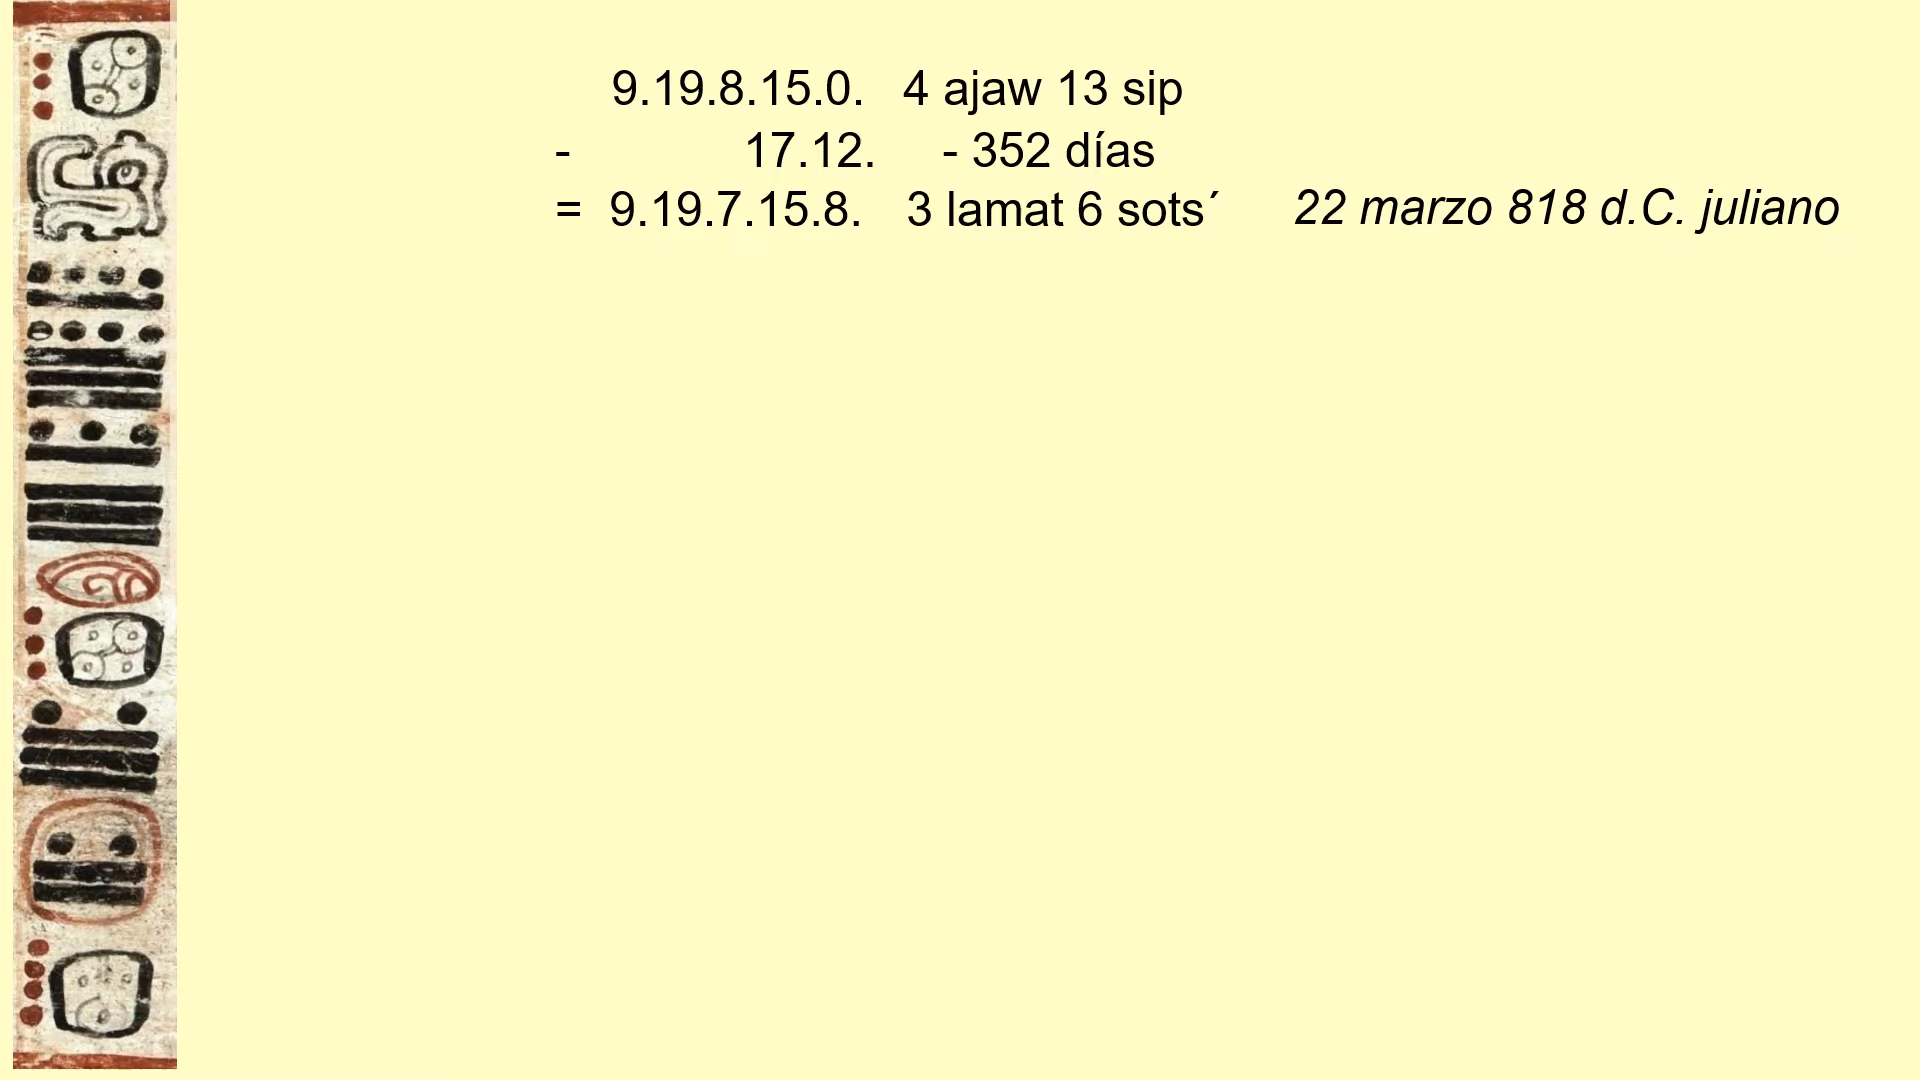 9.19.8.15.0. 4 ajaw 13 sip
- 17.12. - 352 días
= 9.19.7.15.8. 3 lamat 6 sots´ 22 marzo 818 d.C. juliano